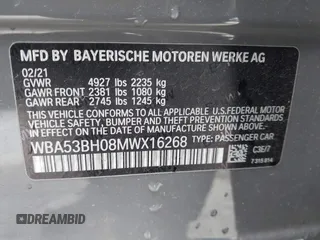 MFD BY BAYERISCHE MOTOREN WERKE AG
02/21
GVWR 4927 lbs 2235 kg
GAWR FRONT 2381 lbs 1080 kg
GAWR REAR 2745 lbs 1245 kg
THIS VEHICLE CONFORMS TO ALL APPLICABLE
U.S.FEDERAL MOTOR
VEHICLE SAFETY, BUMPER, AND THEFT PREVENTION STANDARDS IN
EFFECT ON THE DATE OF MANUFACTURE SHOWN ABOVE.
WBA53BH08MWX16268 TYPE: PASSENGER CAR
C3E/7
WREAMBID